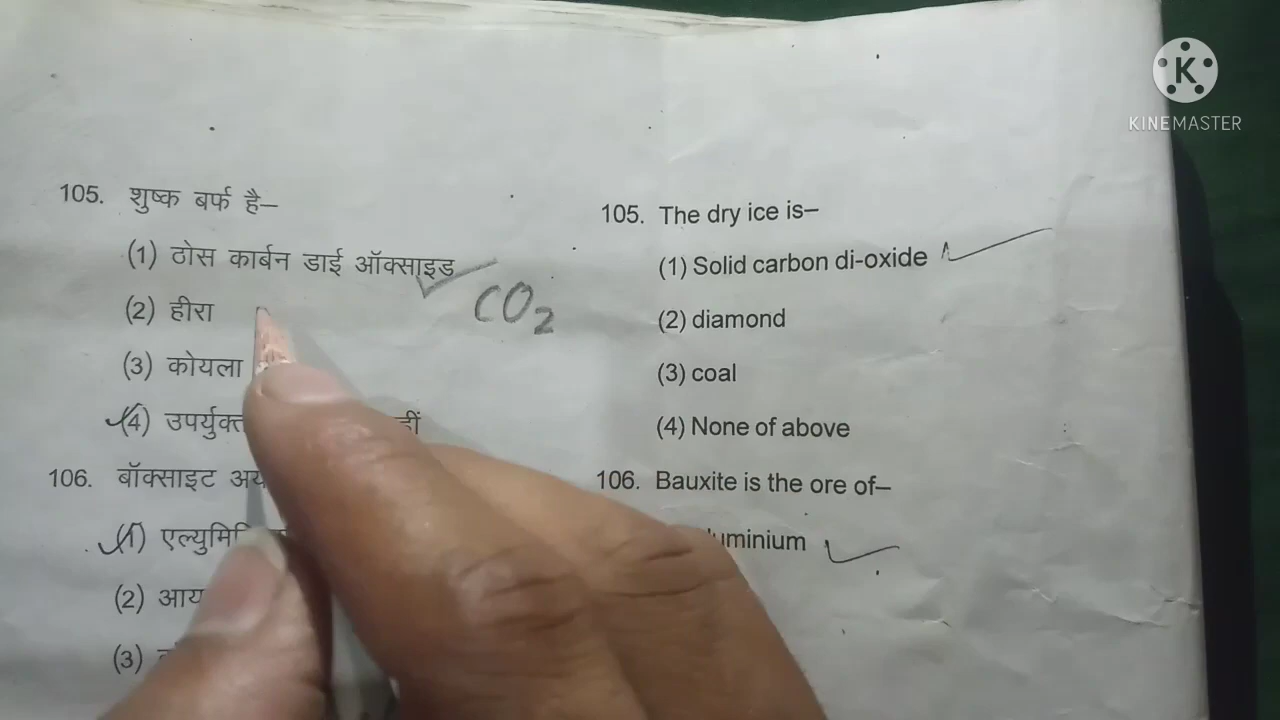 105. शुष्क बर्फ है–
(1) ठोस कार्बन डाई ऑक्साइड
CO2
(2) हीरा
(3) कोयला
(4) उपर्युक्त
106. बॉक्साइट
(1)
(2)
(3)
105. The dry ice is–
(1) Solid carbon di-oxide
(2) diamond
(3) coal
(4) None of above
106. Bauxite is the ore of–
K
KINEMASTER